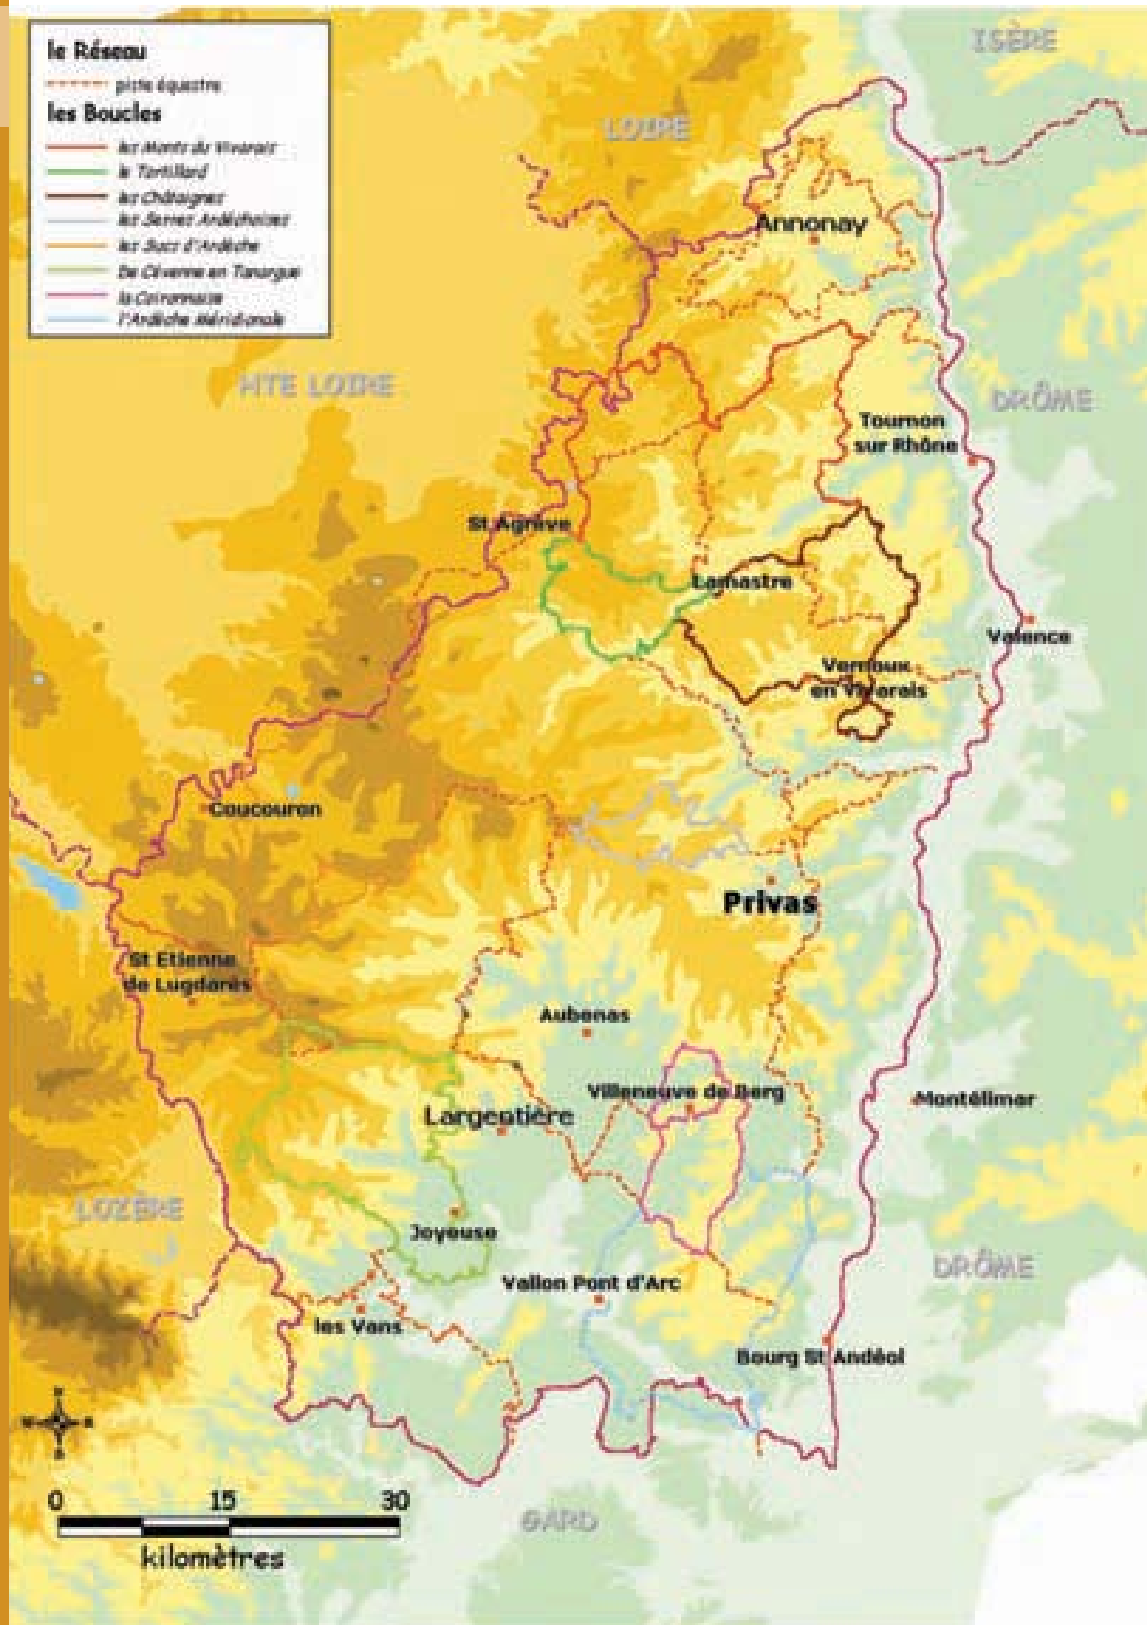 le Réseau
piste équestre
les Boucles
les Monts du Vivarais
le Tortillard
les Châtaignes
les Serres Ardéchoises
les Sucs d'Ardèche
De Cévenne en Tanargue
la Coironnaise
l'Ardèche Méridionale
ISÈRE
LOIRE
Annonay
HTE LOIRE
DRÔME
Tournon
sur Rhône
St Agrève
Lamastre
Valence
Vernoux
en Vivarais
Coucouron
Privas
St Etienne
de Lugdarès
Aubenas
Villeneuve de Berg
Montélimar
Largentière
LOZÈRE
Joyeuse
DRÔME
Vallon Pont d'Arc
les Vans
Bourg St Andéol
N
S
0 15 30
kilomètres
GARD